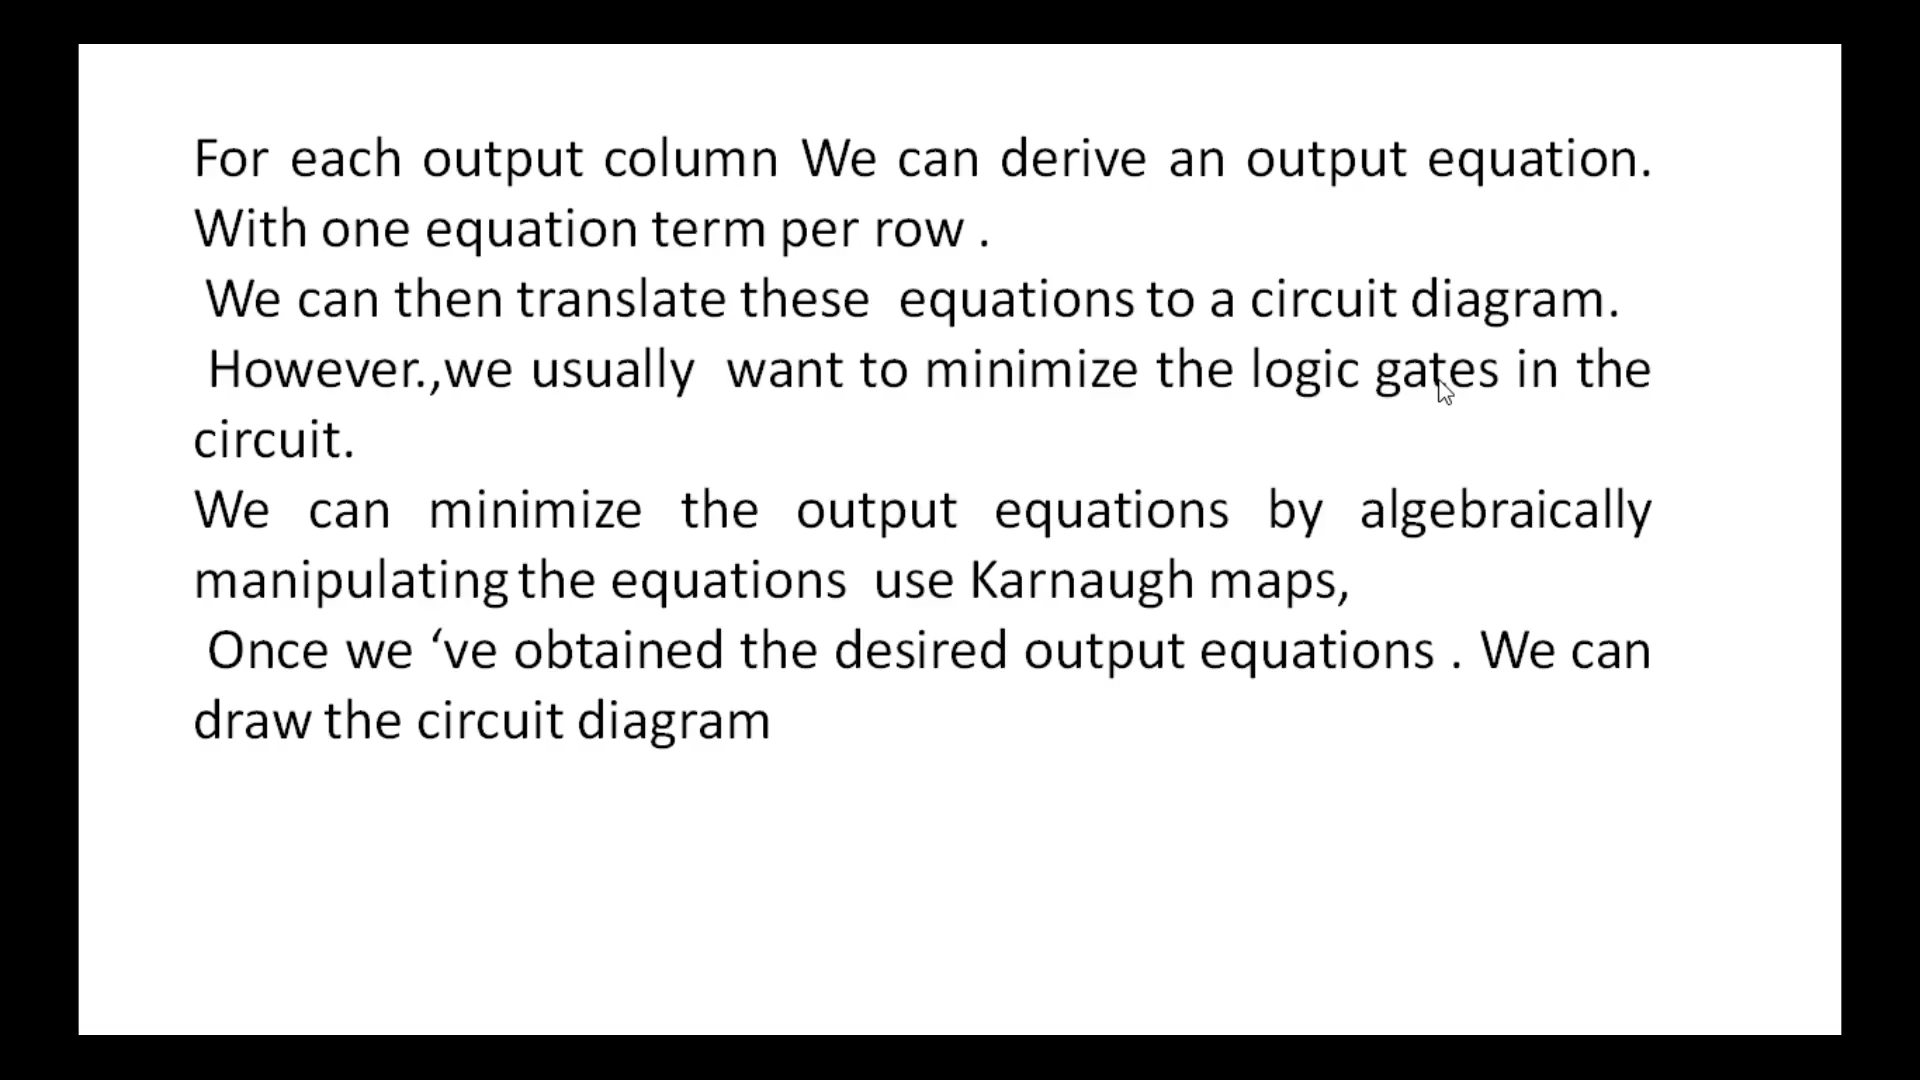 For each output column We can derive an output equation.
With one equation term per row .
We can then translate these equations to a circuit diagram.
However.,we usually want to minimize the logic gates in the
circuit.
We can minimize the output equations by algebraically
manipulating the equations use Karnaugh maps,
Once we ‘ve obtained the desired output equations . We can
draw the circuit diagram